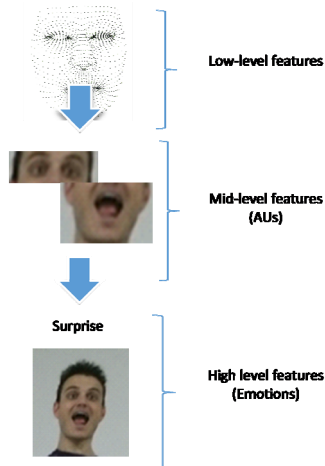 Low-level features
Mid-level features
(AUs)
Surprise
High level features
(Emotions)